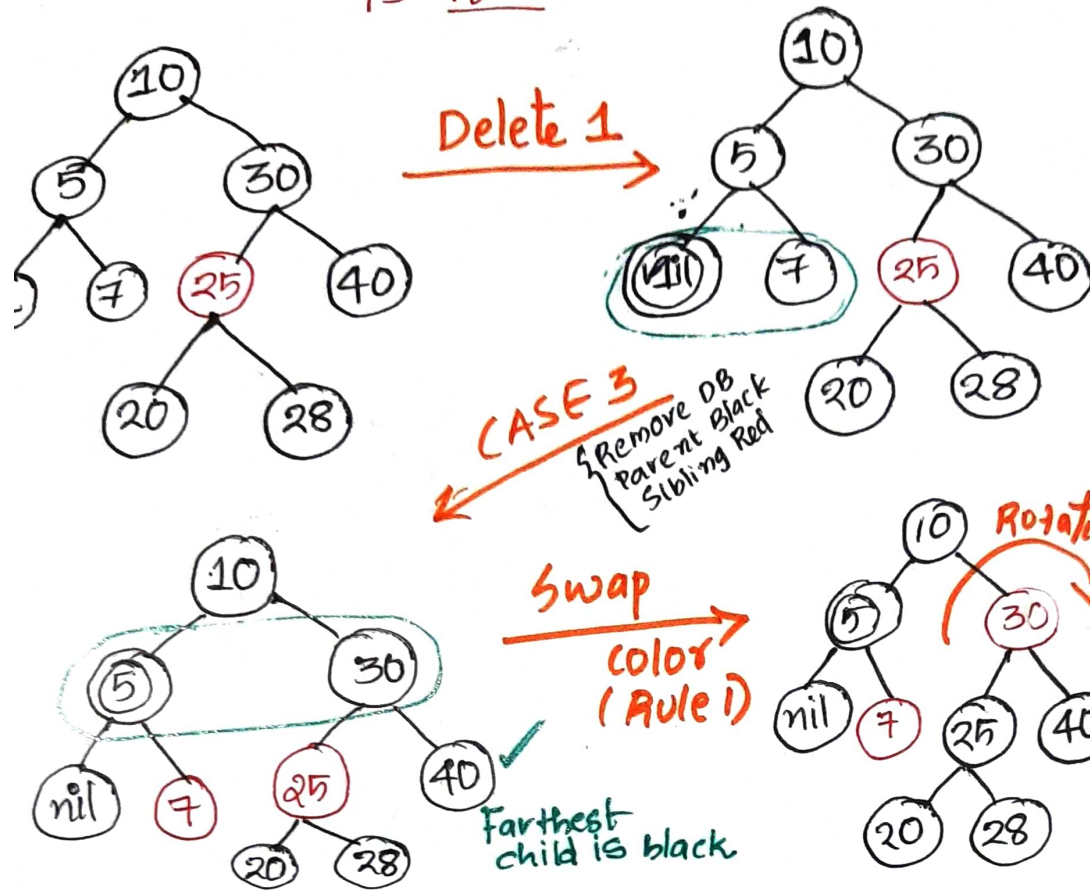 10
5 30
7 25 40
20 28
Delete 1
10
5 30
nil 7 25 40
20 28
CASE 3
Remove DB
Parent Black
Sibling Red
10
5 30
nil 7 25 40
20 28
Farthest
child is black
Swap
color
(Rule 1)
10
Rotat
5 30
nil 7 25 40
20 28